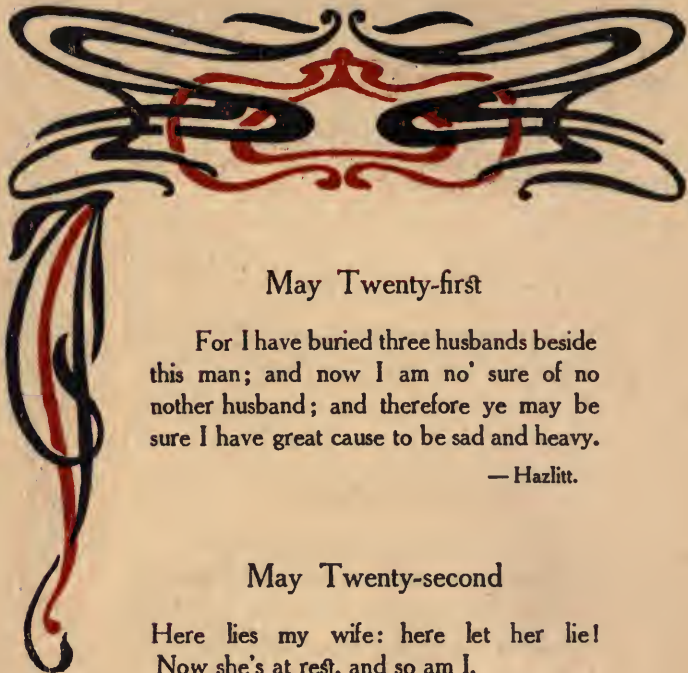 May Twenty-first
For I have buried three husbands beside
this man; and now I am no' sure of no
nother husband; and therefore ye may be
sure I have great cause to be sad and heavy.
— Hazlitt.
May Twenty-second
Here lies my wife: here let her lie!
Now she's at rest, and so am I.